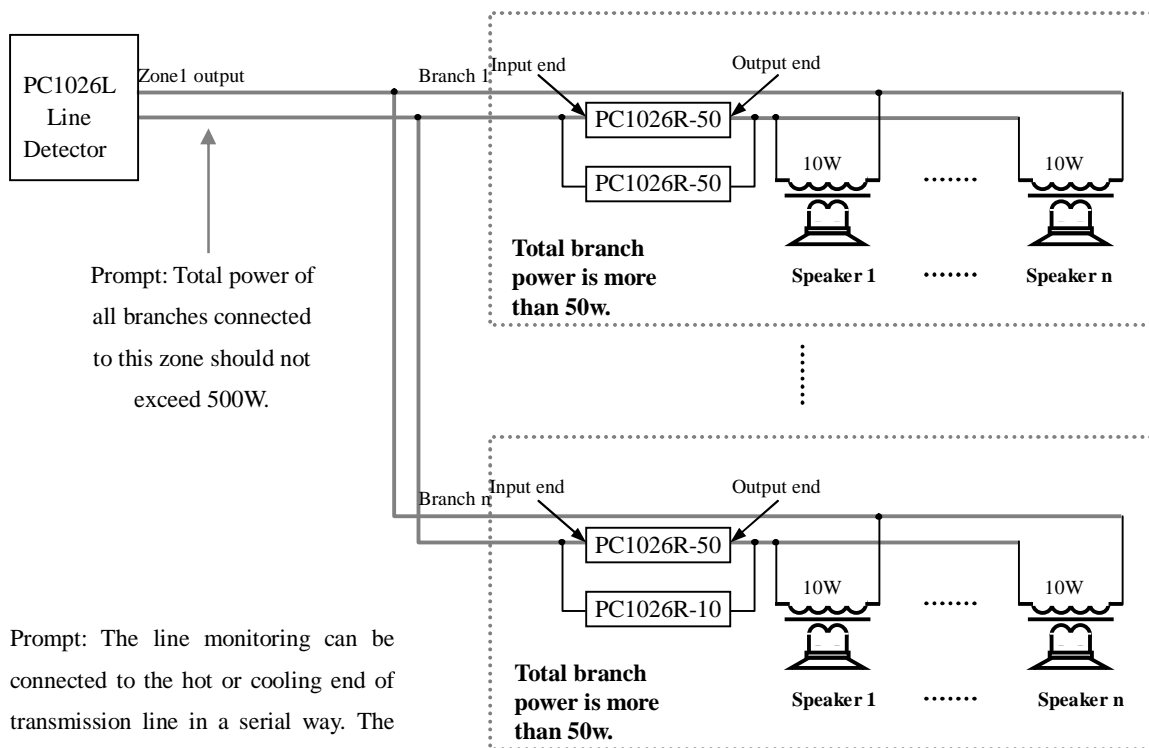 PC1026L
Line
Detector
Zone1 output
Branch 1
Input end
Output end
PC1026R-50
PC1026R-50
10W
10W
........
Total branch
power is more
than 50w.
Speaker 1
........
Speaker n
Prompt: Total power of
all branches connected
to this zone should not
exceed 500W.
Branch n
Input end
Output end
PC1026R-50
PC1026R-10
10W
10W
........
Total branch
power is more
than 50w.
Speaker 1
........
Speaker n
Prompt: The line monitoring can be
connected to the hot or cooling end of
transmission line in a serial way. The